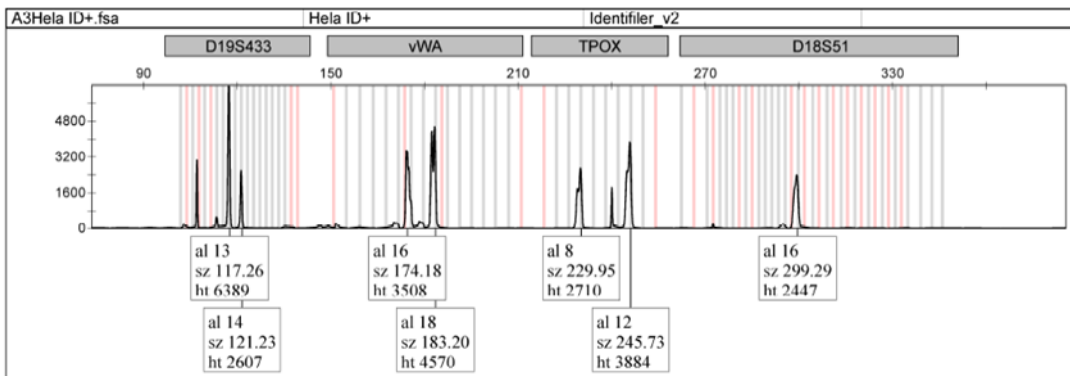 A3Hela ID+.fsa Hela ID+ Identifiler_v2
D19S433 vWA TPOX D18S51
90 150 210 270 330
4800
3200
1600
0
al 13
sz 117.26
ht 6389
al 16
sz 174.18
ht 3508
al 8
sz 229.95
ht 2710
al 16
sz 299.29
ht 2447
al 14
sz 121.23
ht 2607
al 18
sz 183.20
ht 4570
al 12
sz 245.73
ht 3884